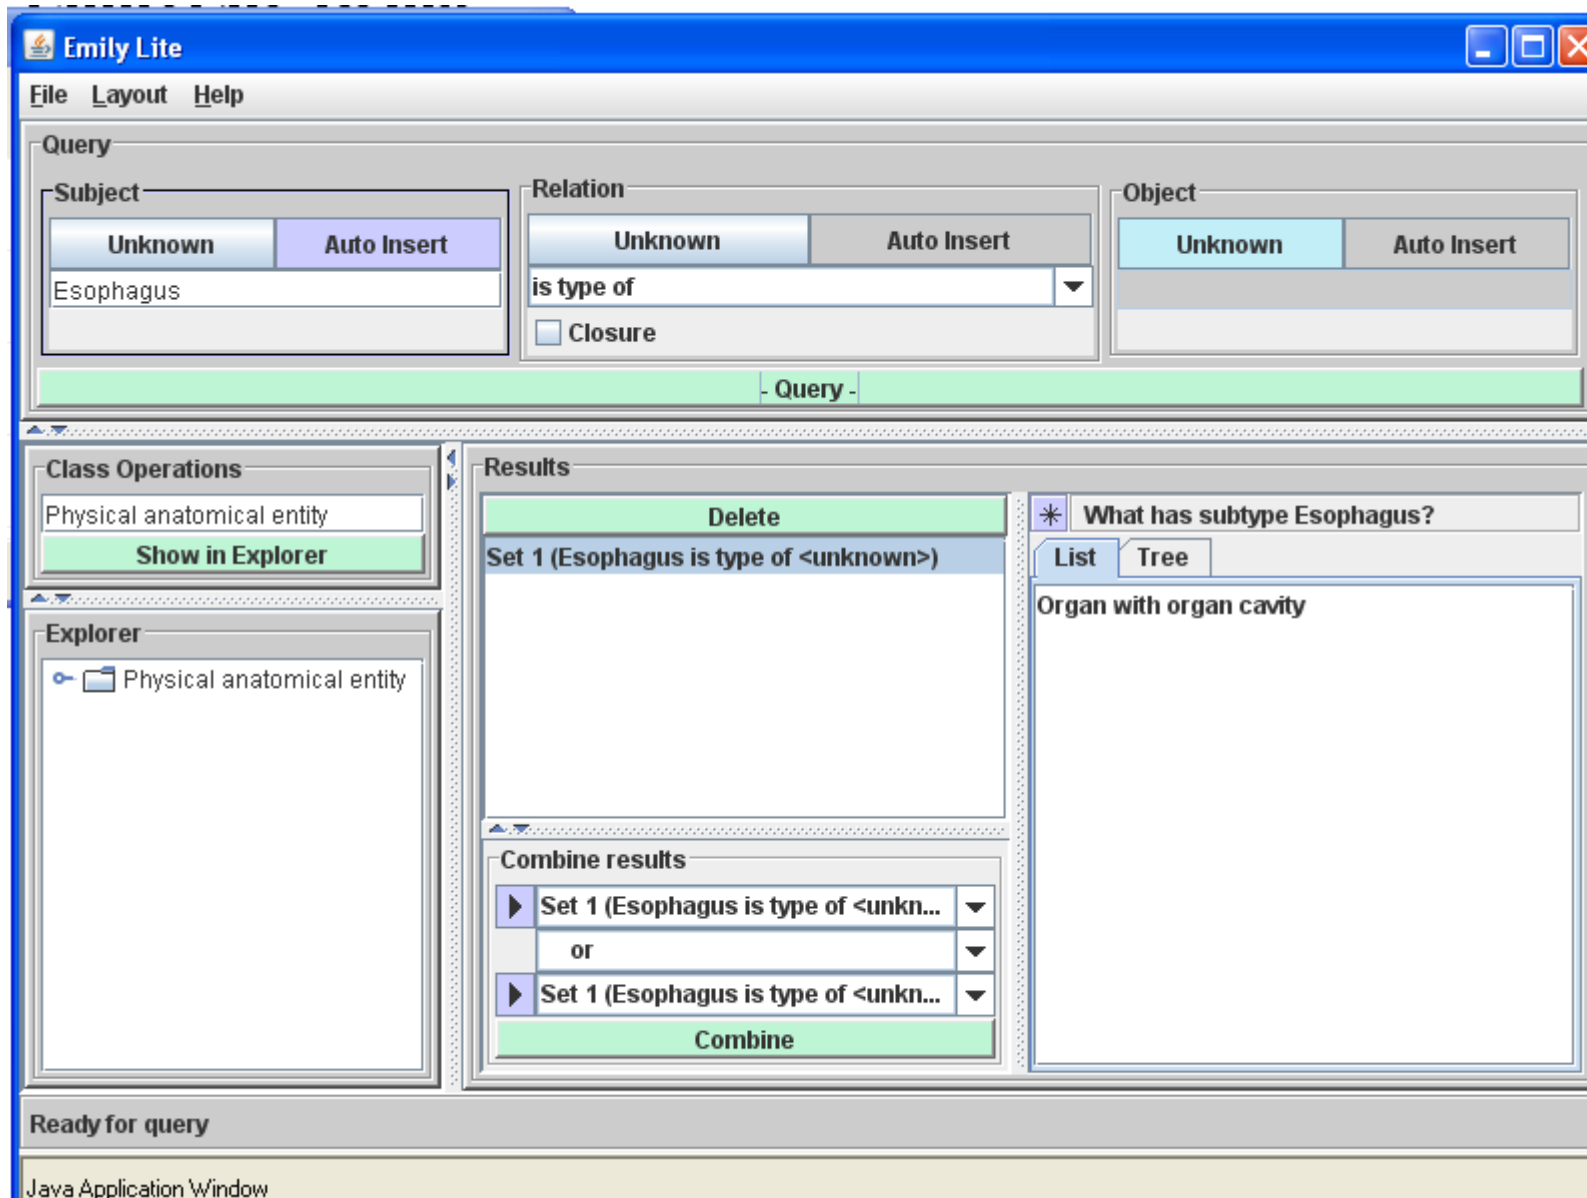 Emily Lite
File Layout Help
Query
Subject
Relation
Object
Unknown Auto Insert
Unknown Auto Insert
Unknown Auto Insert
Esophagus
is type of
Closure
- Query -
Class Operations
Physical anatomical entity
Show in Explorer
Explorer
Physical anatomical entity
Results
Delete
Set 1 (Esophagus is type of <unknown>)
Combine results
Set 1 (Esophagus is type of <unkn...
or
Set 1 (Esophagus is type of <unkn...
Combine
What has subtype Esophagus?
List Tree
Organ with organ cavity
Ready for query
Java Application Window